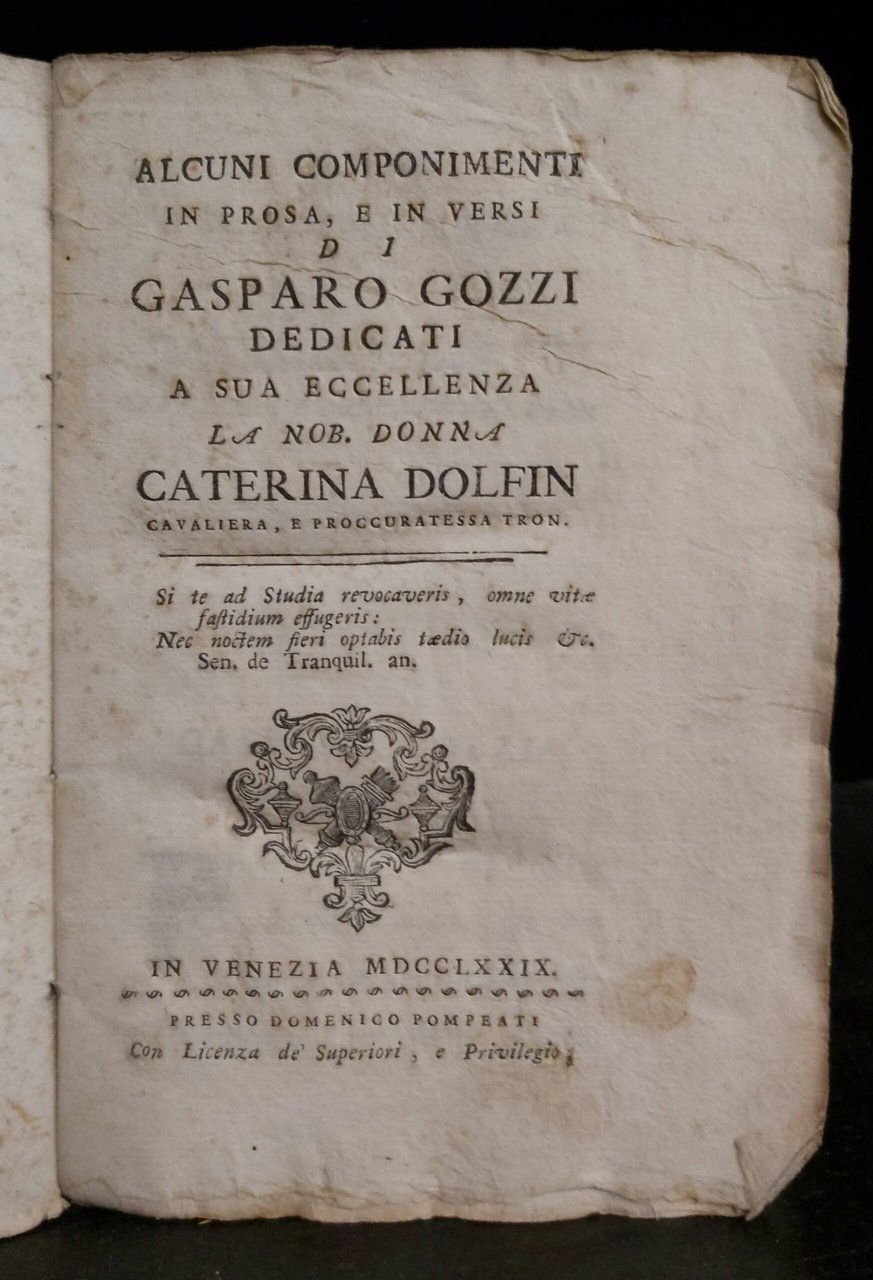 ALCUNI COMPONIMENTI
IN PROSA, E IN VERSI
D I
GASPARO GOZZI
DEDICATI
A SUA ECCELLENZA
LA NOB. DONNA
CATERINA DOLFIN
CAVALIERA, E PROCCURATESSA TRON.
Si te ad Studia revocaveris, omne vitæ
faſtidium effugeris:
Nec noctem fieri optabis tædio lucis &c.
Sen. de Tranquil. an.
IN VENEZIA MDCCLXXIX.
PRESSO DOMENICO POMPEATI
Con Licenza de' Superiori, e Privilegio.